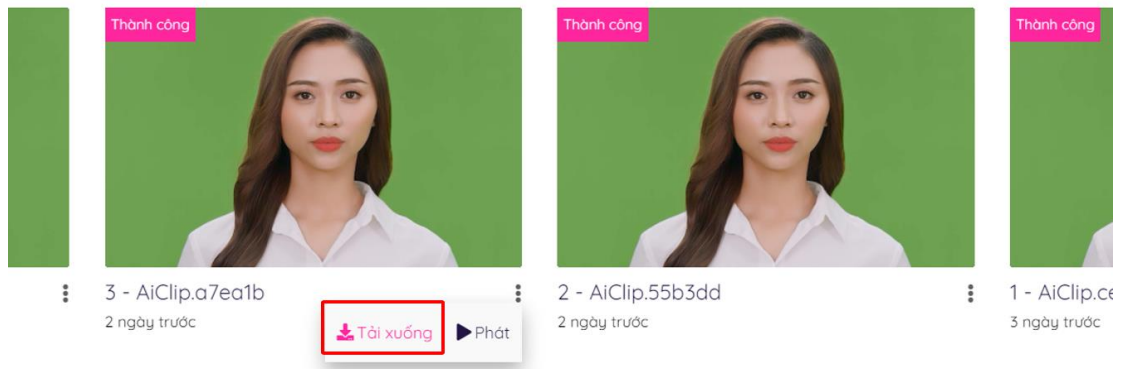 Thành công
Thành công
Thành công
3 - AiClip.a7ea1b
2 - AiClip.55b3dd
1 - AiClip.ce
2 ngày trước
2 ngày trước
3 ngày trước
Tải xuống
Phát